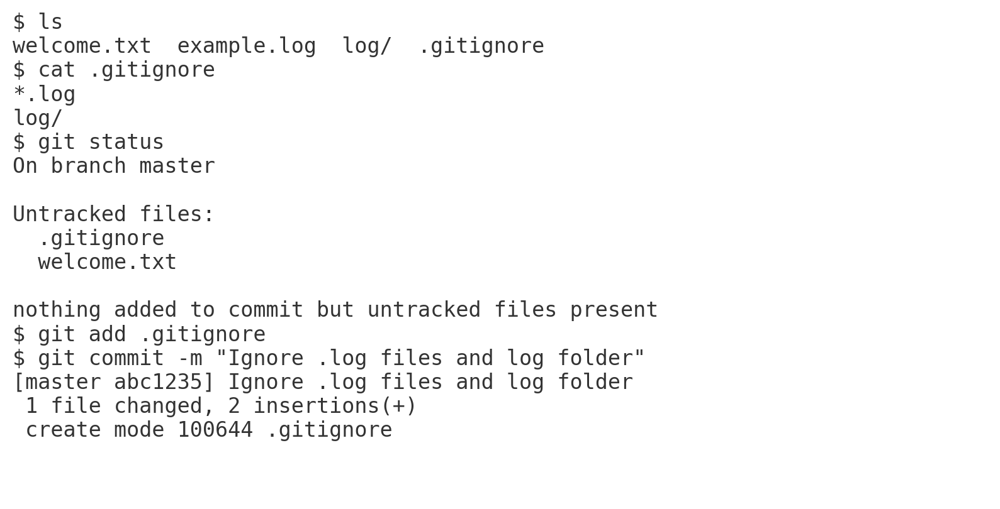 $ ls
welcome.txt  example.log  log/  .gitignore
$ cat .gitignore
*.log
log/
$ git status
On branch master

Untracked files:
  .gitignore
  welcome.txt

nothing added to commit but untracked files present
$ git add .gitignore
$ git commit -m "Ignore .log files and log folder"
[master abc1235] Ignore .log files and log folder
 1 file changed, 2 insertions(+)
 create mode 100644 .gitignore